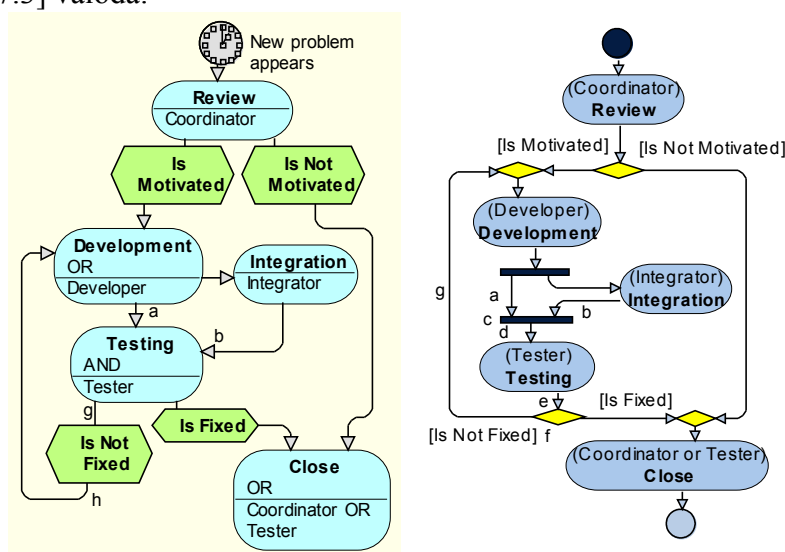 7.5] valoda.
New problem
appears
Review
Coordinator
Is
Motivated
Is Not
Motivated
Development
OR
Developer
Integration
Integrator
a
b
Testing
AND
Tester
g
Is Not
Fixed
h
Is Fixed
Close
OR
Coordinator OR
Tester
(Coordinator)
Review
[Is Motivated]
[Is Not Motivated]
(Developer)
Development
g
a
(Integrator)
Integration
b
c
d
(Tester)
Testing
e
[Is Fixed]
[Is Not Fixed] f
(Coordinator or Tester)
Close